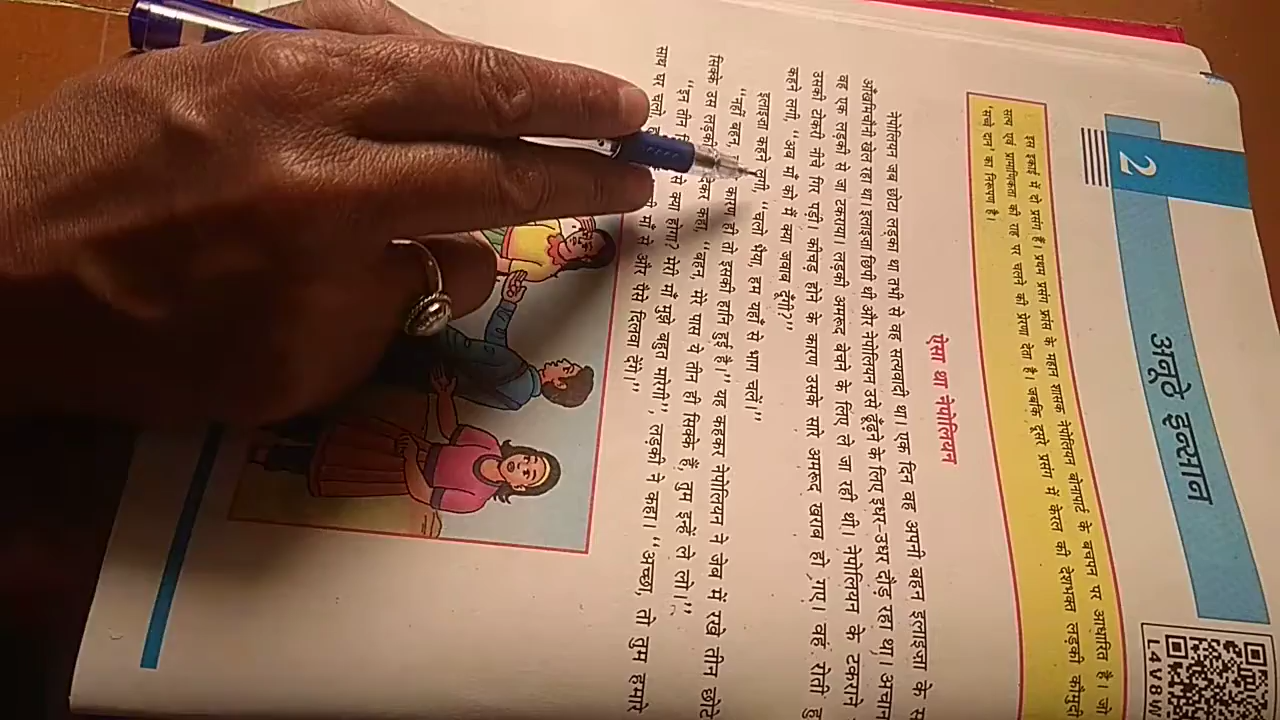 2
अनूठे इन्सान
L4V8W
इस इकाई में दो प्रसंग हैं। प्रथम प्रसंग फ्रांस के महान शासक नेपोलियन बोनापार्ट के बचपन पर आधारित है। जो
सत्य एवं प्रामाणिकता की राह पर चलने की प्रेरणा देता है। जबकि दूसरे प्रसंग में केरल की देशभक्त लड़की कौमुदी
'सच्चे दान' का निरूपण है।
ऐसा था नेपोलियन
नेपोलियन जब छोटा लड़का था तभी से वह सत्यवादी था। एक दिन वह अपनी बहन इलाइजा के
आँखमिचौनी खेल रहा था। इलाइजा छिपी थी और नेपोलियन उसे ढूँढ़ने के लिए इधर-उधर दौड़ रहा था। अचान
वह एक लड़की से जा टकराया। लड़की अमरूद बेचने के लिए ले जा रही थी। नेपोलियन के टकराने
उसकी टोकरी नीचे गिर पड़ी। कीचड़ होने के कारण उसके सारे अमरूद खराब हो गए। वह रोती हु
कहने लगी, "अब माँ को मैं क्या जवाब दूँगी?"
इलाइजा कहने लगी, "चलो भैया, हम यहाँ से भाग चलें।"
"नहीं बहन, कारण ही तो इसकी हानि हुई है।" यह कहकर नेपोलियन ने जेब में रखे तीन छोटे
सिक्के उस लड़की देकर कहा, "बहन, मेरे पास ये तीन ही सिक्के हैं, तुम इन्हें ले लो।"
"इन तीन से क्या होगा? मेरी माँ मुझे बहुत मारेगी", लड़की ने कहा। "अच्छा, तो तुम हमारे
साथ घर चलो माँ से और पैसे दिलवा देंगे।"